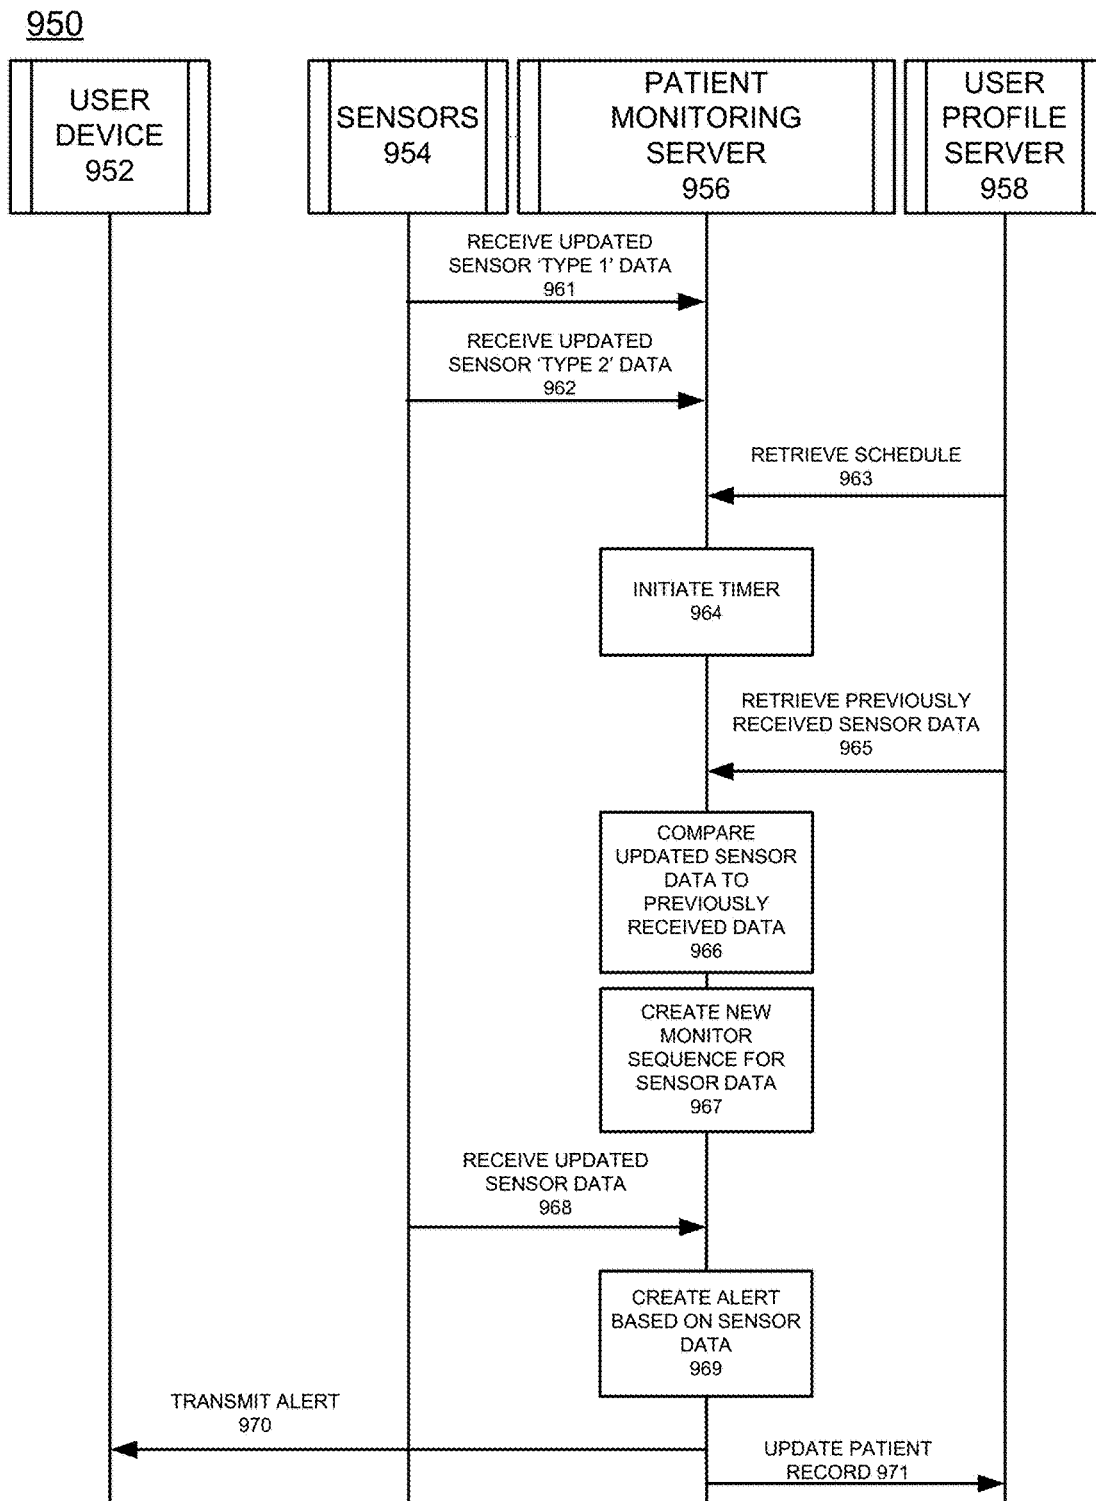 950
USER
DEVICE
952
SENSORS
954
PATIENT
MONITORING
SERVER
956
USER
PROFILE
SERVER
958
RECEIVE UPDATED
SENSOR ‘TYPE 1’ DATA
961
RECEIVE UPDATED
SENSOR ‘TYPE 2’ DATA
962
RETRIEVE SCHEDULE
963
INITIATE TIMER
964
RETRIEVE PREVIOUSLY
RECEIVED SENSOR DATA
965
COMPARE
UPDATED SENSOR
DATA TO
PREVIOUSLY
RECEIVED DATA
966
CREATE NEW
MONITOR
SEQUENCE FOR
SENSOR DATA
967
RECEIVE UPDATED
SENSOR DATA
968
CREATE ALERT
BASED ON SENSOR
DATA
969
TRANSMIT ALERT
970
UPDATE PATIENT
RECORD 971